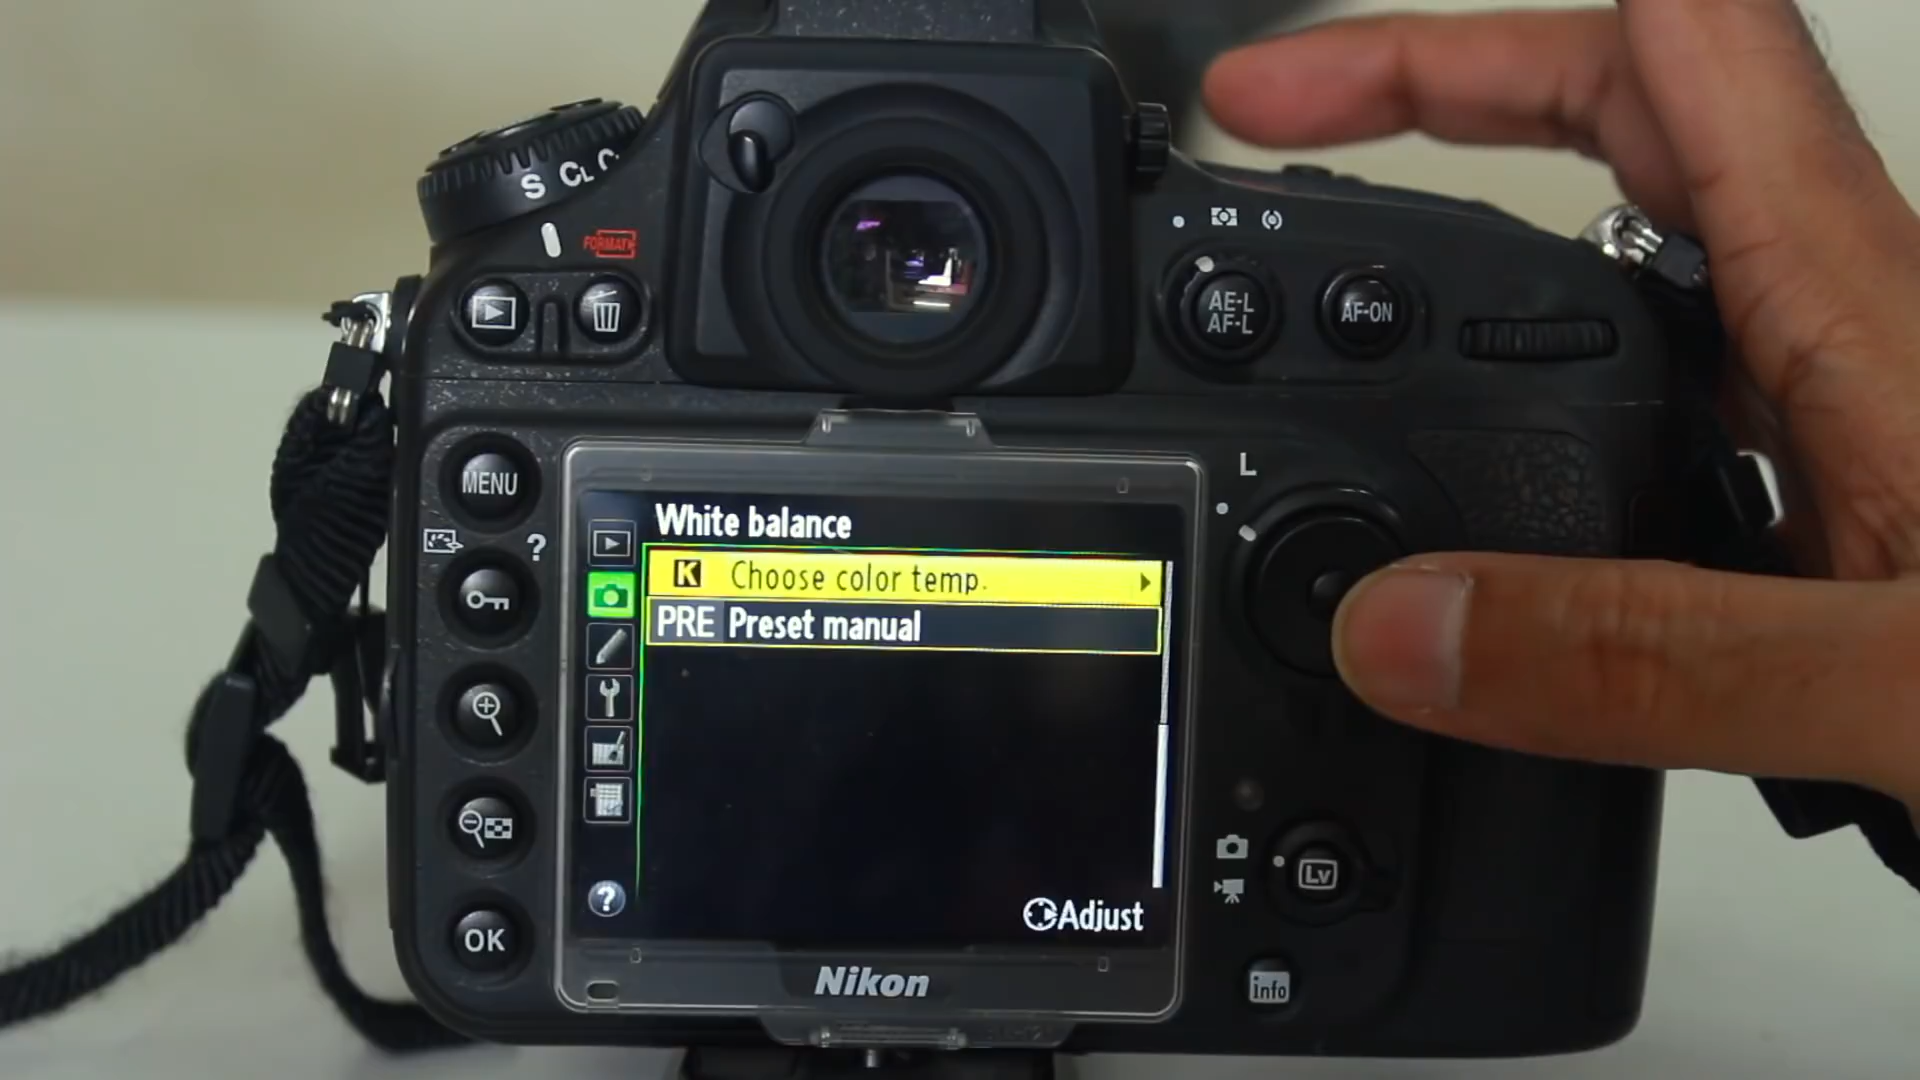 S CL C
FORMAT
AE-L
AF-L
AF-ON
MENU
L
?
White balance
K Choose color temp.
PRE Preset manual
Lv
?
Adjust
OK
Nikon
info